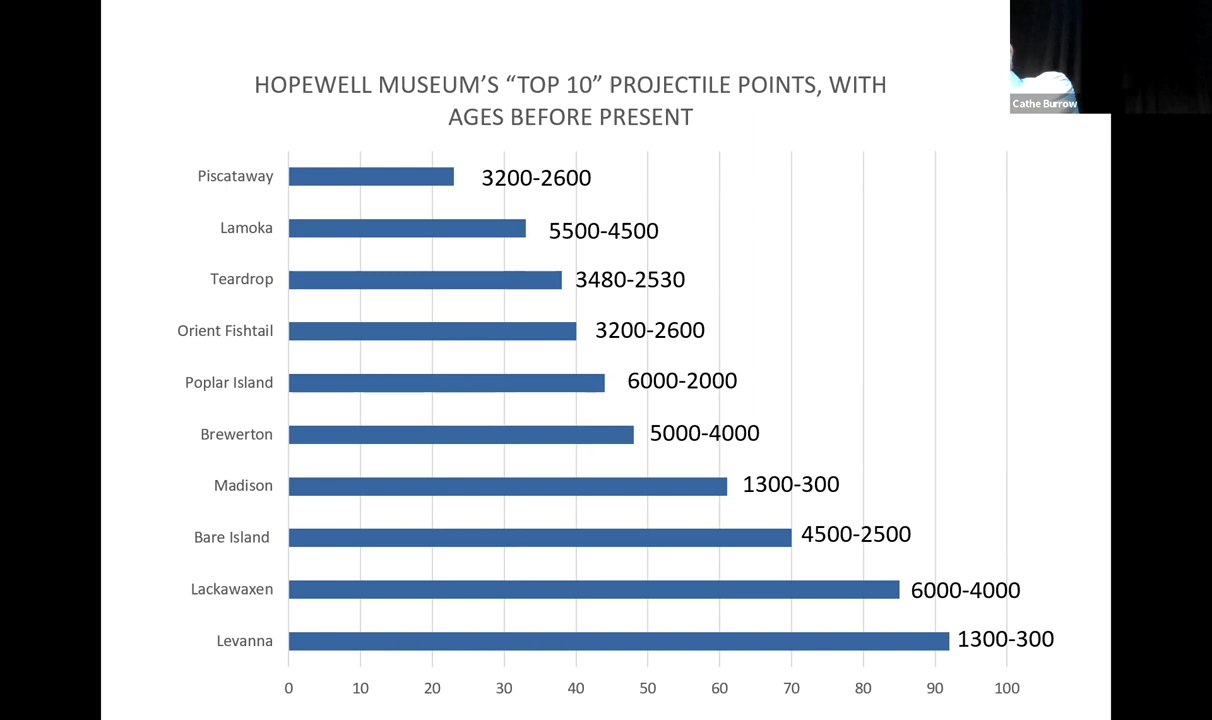 HOPEWELL MUSEUM’S “TOP 10” PROJECTILE POINTS, WITH
AGES BEFORE PRESENT
Cathe Burrow
Piscataway 3200-2600
Lamoka 5500-4500
Teardrop 3480-2530
Orient Fishtail 3200-2600
Poplar Island 6000-2000
Brewerton 5000-4000
Madison 1300-300
Bare Island 4500-2500
Lackawaxen 6000-4000
Levanna 1300-300
0 10 20 30 40 50 60 70 80 90 100